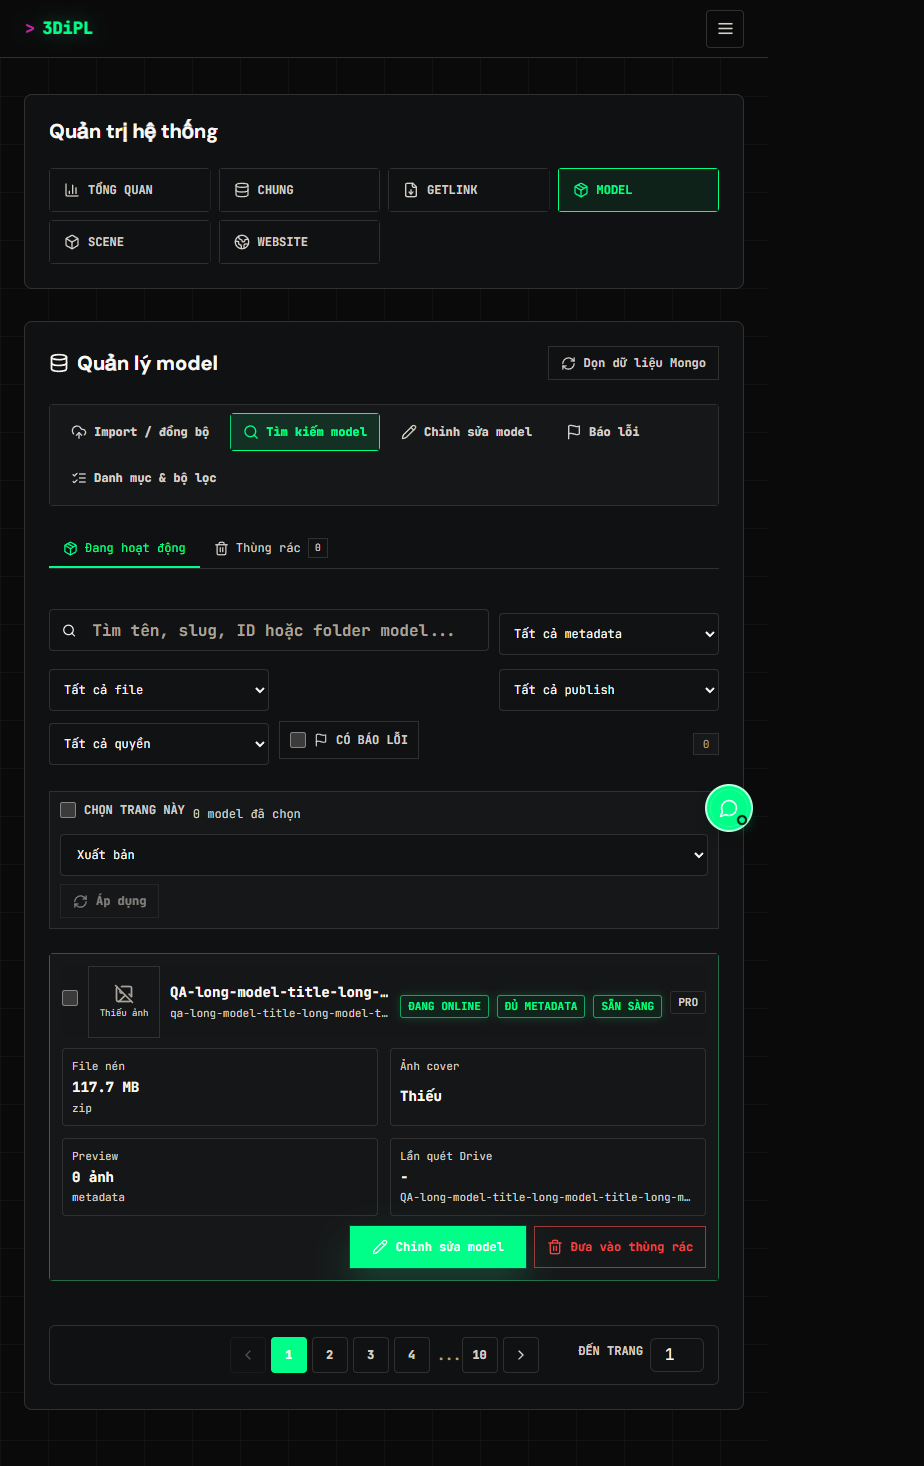 > 3DiPL
Quản trị hệ thống
TỔNG QUAN
CHUNG
GETLINK
MODEL
SCENE
WEBSITE
Quản lý model
Dọn dữ liệu Mongo
Import / đồng bộ
Tìm kiếm model
Chỉnh sửa model
Báo lỗi
Danh mục & bộ lọc
Đang hoạt động
Thùng rác
0
Tìm tên, slug, ID hoặc folder model...
Tất cả metadata
Tất cả file
Tất cả publish
Tất cả quyền
CÓ BÁO LỖI
0
CHỌN TRANG NÀY
0 model đã chọn
Xuất bản
Áp dụng
Thiếu ảnh
QA-long-model-title-long-…
qa-long-model-title-long-model-t…
ĐANG ONLINE
ĐỦ METADATA
SẴN SÀNG
PRO
File nén
117.7 MB
zip
Ảnh cover
Thiếu
Preview
0 ảnh
metadata
Lần quét Drive
-
QA-long-model-title-long-model-title-long-m…
Chỉnh sửa model
Đưa vào thùng rác
1
2
3
4
...
10
ĐẾN TRANG
1